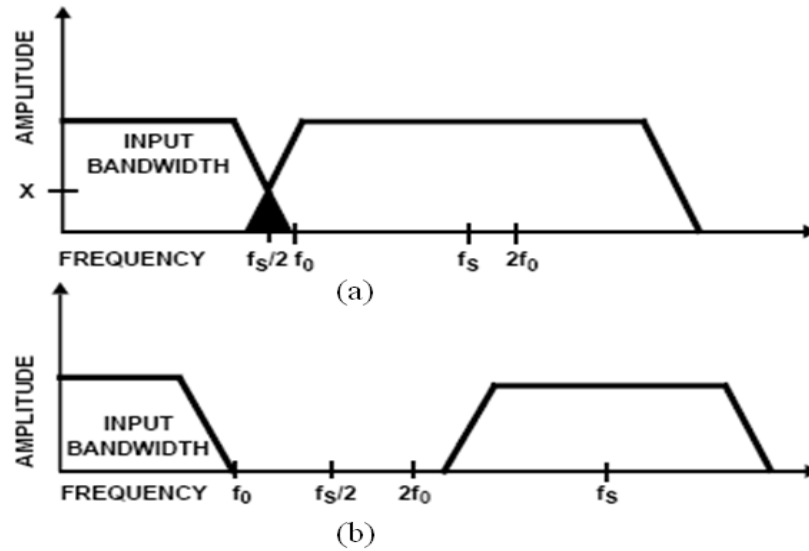 AMPLITUDE
INPUT
BANDWIDTH
X
FREQUENCY fS/2 f0 fS 2f0
(a)
AMPLITUDE
INPUT
BANDWIDTH
FREQUENCY f0 fS/2 2f0 fS
(b)